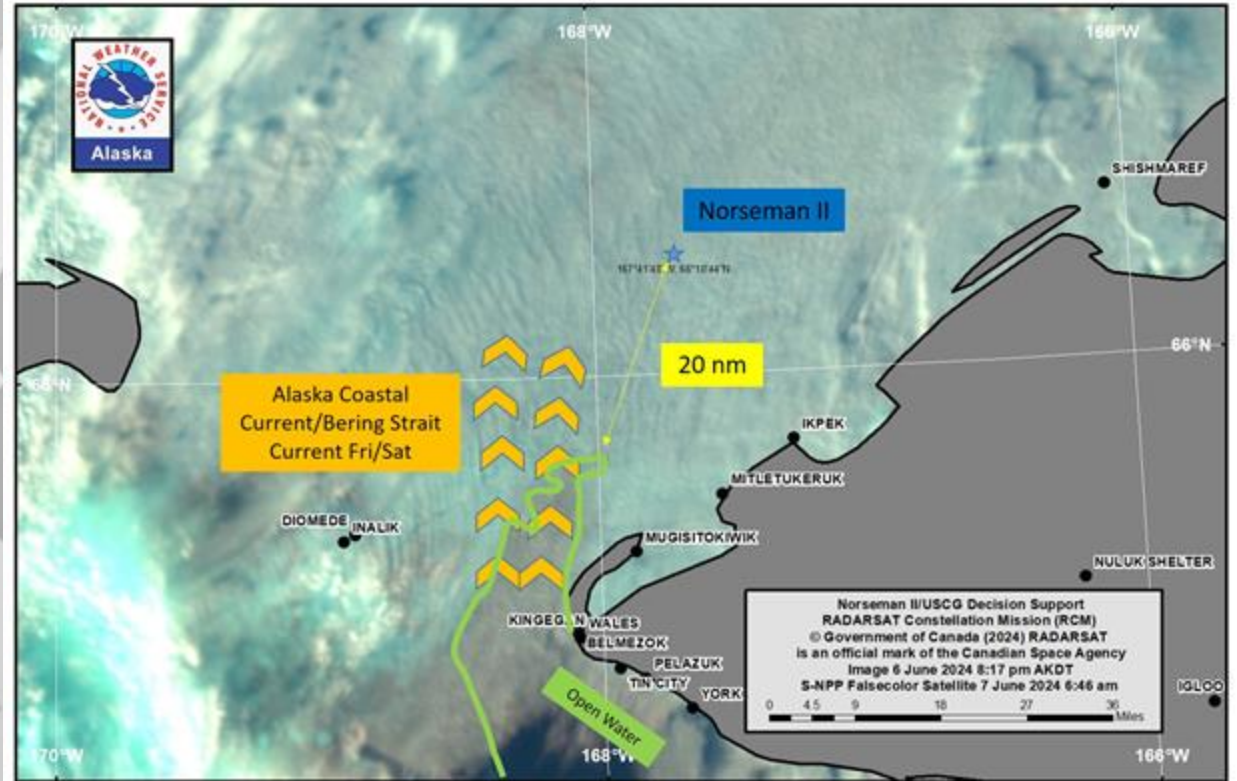 170°W
168°W
166°W
NATIONAL WEATHER SERVICE
Alaska
SHISHMAREF
Norseman II
20 nm
66°N
66°N
Alaska Coastal
Current/Bering Strait
Current Fri/Sat
IKPEK
MITLETUKERUK
DIOMEDE
INALIK
MUGISITOKIWIK
NULUK SHELTER
WALES
BELMEZOK
PELAZUK
TIN CITY
YORK
IGLOO
Open Water
Norseman II/USCG Decision Support
RADARSAT Constellation Mission (RCM)
© Government of Canada (2024) RADARSAT
is an official mark of the Canadian Space Agency
Image 6 June 2024 8:17 pm AKDT
S-NPP Falsecolor Satellite 7 June 2024 6:46 am
0 4.5 9 18 27 36
Miles
170°W
168°W
166°W